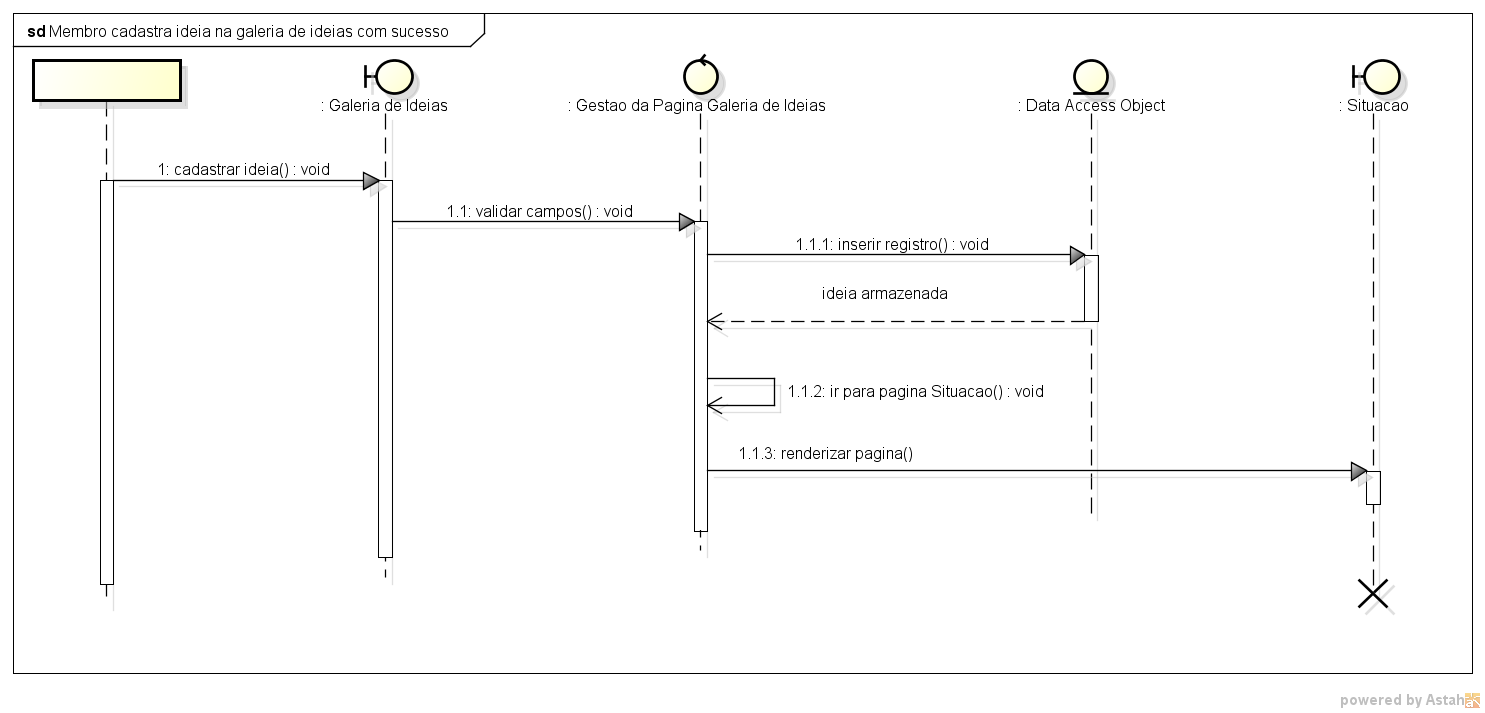 sd Membro cadastra ideia na galeria de ideias com sucesso
: Galeria de Ideias
: Gestao da Pagina Galeria de Ideias
: Data Access Object
: Situacao
1: cadastrar ideia() : void
1.1: validar campos() : void
1.1.1: inserir registro() : void
ideia armazenada
1.1.2: ir para pagina Situacao() : void
1.1.3: renderizar pagina()
powered by Astah